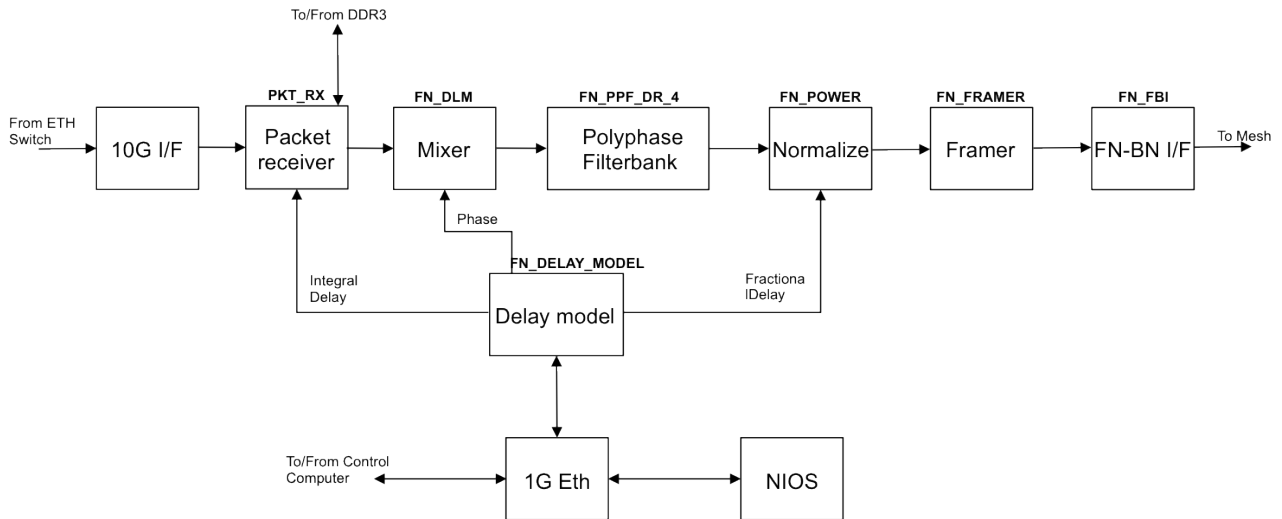 To/From DDR3
PKT_RX
FN_DLM
FN_PPF_DR_4
FN_POWER
FN_FRAMER
FN_FBI
From ETH
Switch
10G I/F
Packet
receiver
Mixer
Polyphase
Filterbank
Normalize
Framer
FN-BN I/F
To Mesh
Phase
FN_DELAY_MODEL
Integral
Delay
Delay model
Fractiona
lDelay
To/From Control
Computer
1G Eth
NIOS